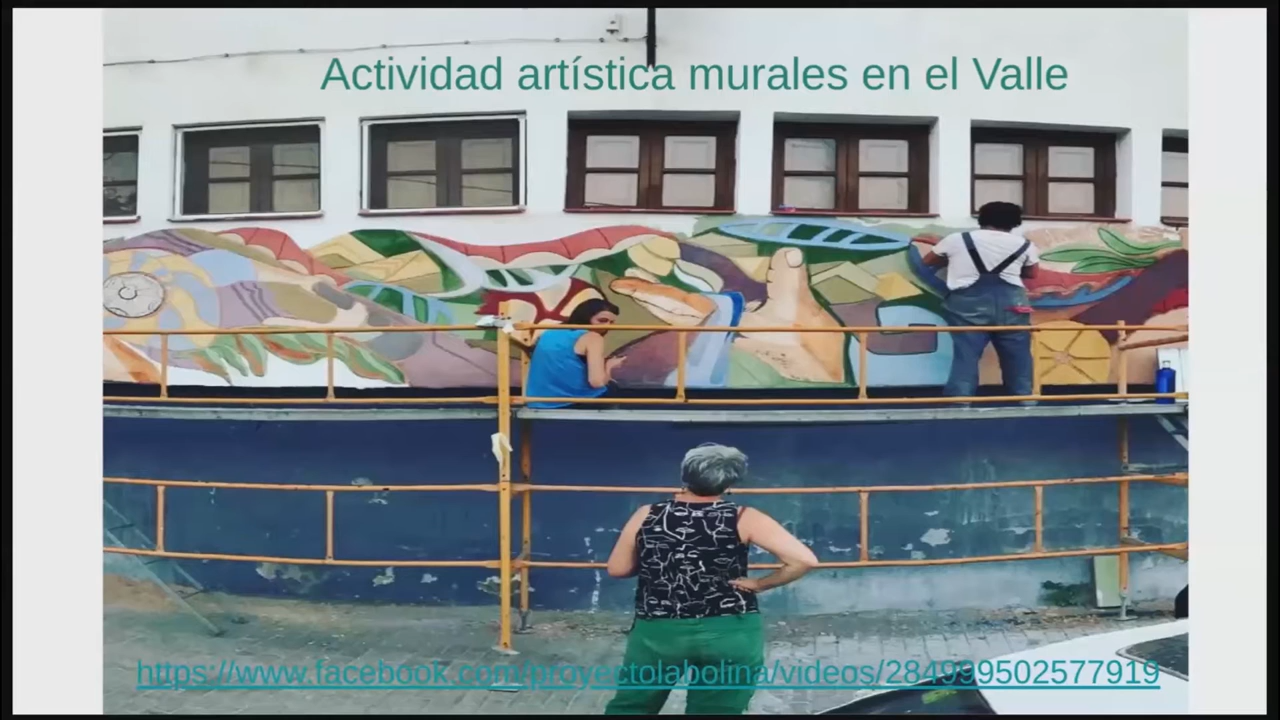 Actividad artística murales en el Valle
https://www.facebook.com/proyectolabolina/videos/284999502577919